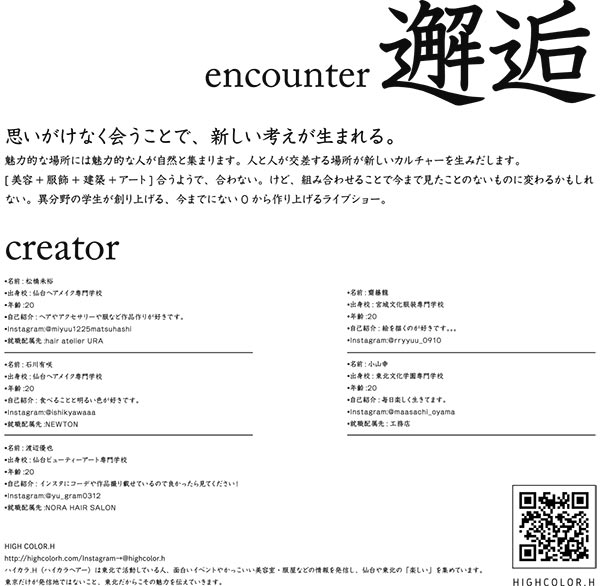 encounter 邂逅
思いがけなく会うことで、新しい考えが生まれる。
魅力的な場所には魅力的な人が自然と集まります。人と人が交差する場所が新しいカルチャーを生みだします。
[ 美容 + 服飾 + 建築 + アート ] 合うようで、合わない。けど、組み合わせることで今まで見たことのないものに変わるかもしれ
ない。異分野の学生が創り上げる、今までにない 0 から作り上げるライブショー。
creator
•名前:松橋未裕
•出身校:仙台ヘアメイク専門学校
•年齢:20
•自己紹介:ヘアやアクセサリーや服など作品作りが好きです。
•Instagram:@miyuu1225matsuhashi
•就職配属先:hair atelier URA
•名前:石川有咲
•出身校:仙台ヘアメイク専門学校
•年齢:20
•自己紹介:食べることと明るい色が好きです。
•Instagram:@ishikyawaaa
•就職配属先:NEWTON
•名前:渡辺優也
•出身校:仙台ビューティーアート専門学校
•年齢:20
•自己紹介:インスタにコーデや作品撮り載せているので良かったら見てください!
•Instagram:@yu_gram0312
•就職配属先:NORA HAIR SALON
•名前:齋藤龍
•出身校:宮城文化服装専門学校
•年齢:20
•自己紹介:絵を描くのが好きです。。。
•Instagram:@rryyuu_0910
•名前:小山幸
•出身校:東北文化学園専門学校
•年齢:20
•自己紹介:毎日楽しく生きてます。
•Instagram:@maasachi_oyama
•就職配属先:工務店
HIGH COLOR.H
http://highcolorh.com/Instagram→@highcolor.h
ハイカラ.H (ハイカラヘアー) は東北で活動している人、面白いイベントやかっこいい美容室・服屋などの情報を発信し、仙台や東北の「楽しい」を集めています。
東京だけが発信地ではないこと、東北だからこその魅力を伝えていきます。
HIGHCOLOR.H